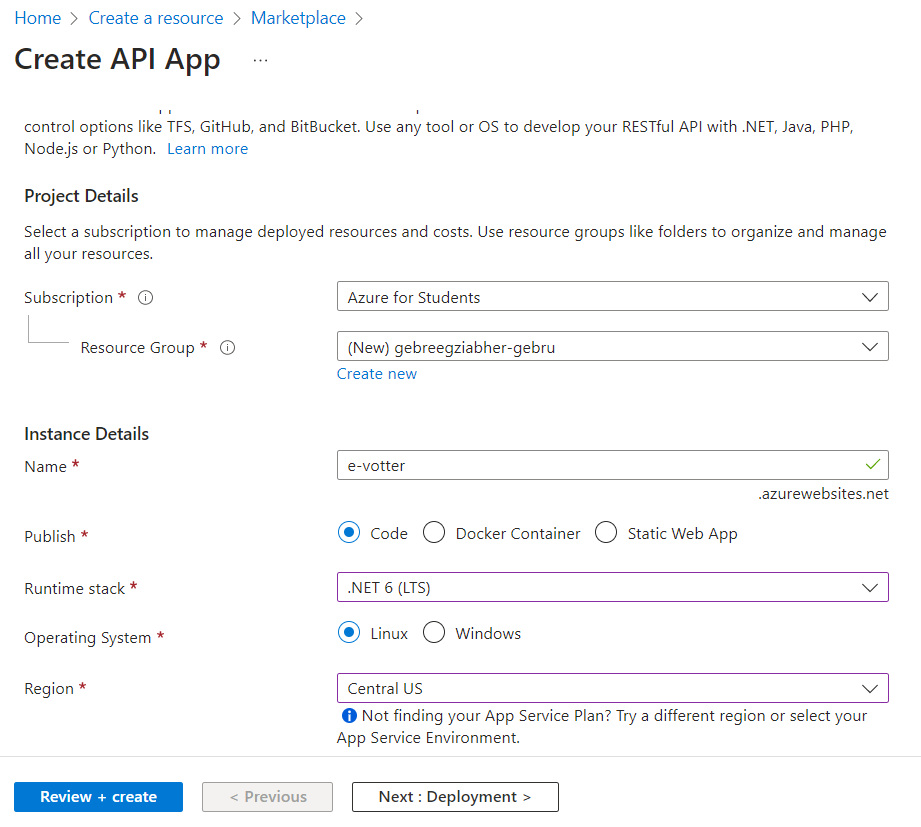 Home > Create a resource > Marketplace >
Create API App ...
control options like TFS, GitHub, and BitBucket. Use any tool or OS to develop your RESTful API with .NET, Java, PHP,
Node.js or Python. Learn more
Project Details
Select a subscription to manage deployed resources and costs. Use resource groups like folders to organize and manage
all your resources.
Subscription *
Azure for Students
Resource Group *
(New) gebreegziabher-gebru
Create new
Instance Details
Name *
e-votter
.azurewebsites.net
Publish *
Code Docker Container Static Web App
Runtime stack *
.NET 6 (LTS)
Operating System *
Linux Windows
Region *
Central US
Not finding your App Service Plan? Try a different region or select your
App Service Environment.
Review + create < Previous Next : Deployment >